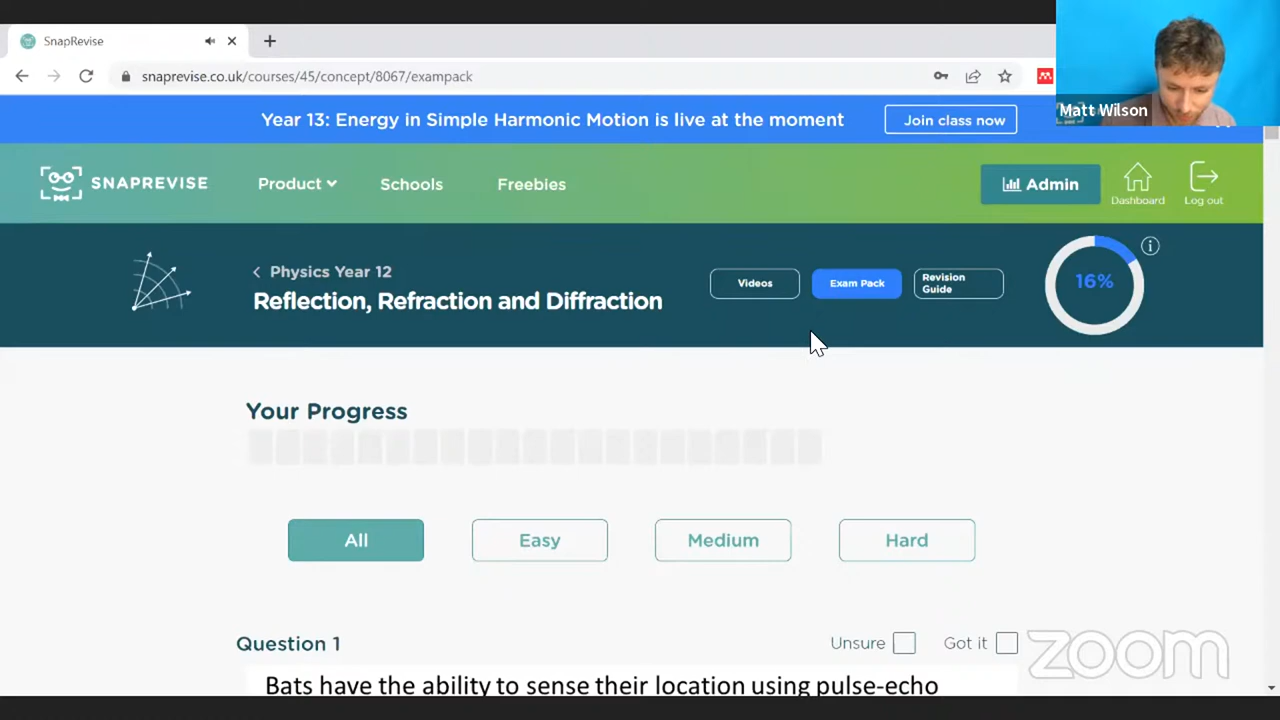 SnapRevise
snaprevise.co.uk/courses/45/concept/8067/exampack
Matt Wilson
Year 13: Energy in Simple Harmonic Motion is live at the moment
Join class now
SNAPREVISE
Product
Schools
Freebies
Admin
Dashboard
Log out
Physics Year 12
Reflection, Refraction and Diffraction
Videos
Exam Pack
Revision
Guide
16%
Your Progress
All
Easy
Medium
Hard
Question 1
Unsure
Got it
zoom
Bats have the ability to sense their location using pulse-echo